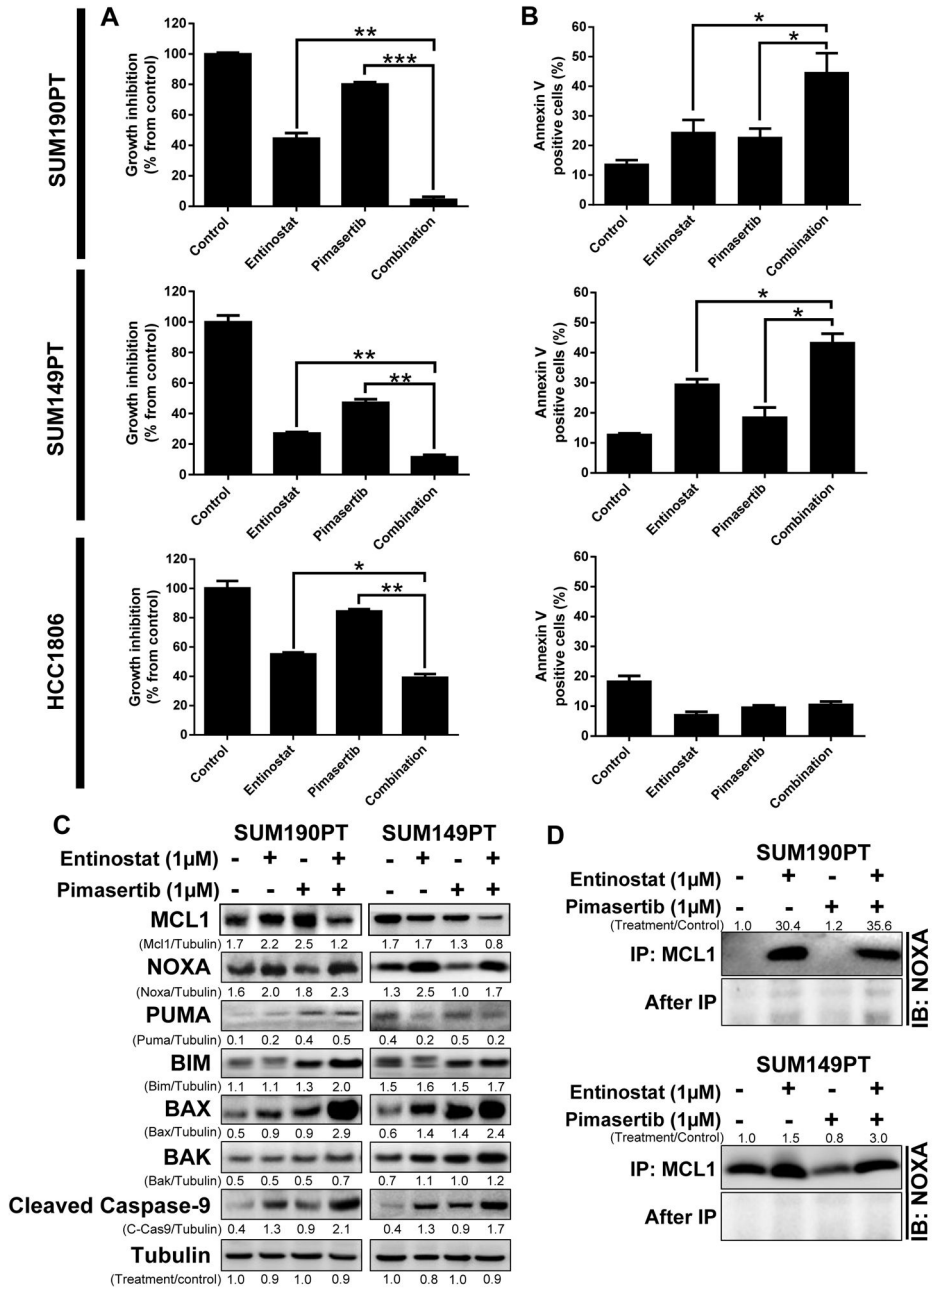 A
B
SUM190PT
Growth inhibition
(% from control)
120
100
80
60
40
20
0
**
***
Control
Entinostat
Pimasertib
Combination
Annexin V
positive cells (%)
60
50
40
30
20
10
0
*
*
Control
Entinostat
Pimasertib
Combination
SUM149PT
Growth inhibition
(% from control)
120
100
80
60
40
20
0
**
**
Control
Entinostat
Pimasertib
Combination
Annexin V
positive cells (%)
60
50
40
30
20
10
0
*
*
Control
Entinostat
Pimasertib
Combination
HCC1806
Growth inhibition
(% from control)
120
100
80
60
40
20
0
*
**
Control
Entinostat
Pimasertib
Combination
Annexin V
positive cells (%)
60
50
40
30
20
10
0
Control
Entinostat
Pimasertib
Combination
C
SUM190PT SUM149PT
Entinostat (1µM) - + - + - + - +
Pimasertib (1µM) - - + + - - + +
MCL1
(Mcl1/Tubulin) 1.7 2.2 2.5 1.2 1.7 1.7 1.3 0.8
NOXA
(Noxa/Tubulin) 1.6 2.0 1.8 2.3 1.3 2.5 1.0 1.7
PUMA
(Puma/Tubulin) 0.1 0.2 0.4 0.5 0.4 0.2 0.5 0.2
BIM
(Bim/Tubulin) 1.1 1.1 1.3 2.0 1.5 1.6 1.5 1.7
BAX
(Bax/Tubulin) 0.5 0.9 0.9 2.9 0.6 1.4 1.4 2.4
BAK
(Bak/Tubulin) 0.5 0.5 0.5 0.7 0.7 1.1 1.0 1.2
Cleaved Caspase-9
(C-Cas9/Tubulin) 0.4 1.3 0.9 2.1 0.4 1.3 0.9 1.7
Tubulin
(Treatment/control) 1.0 0.9 1.0 0.9 1.0 0.8 1.0 0.9
D
SUM190PT
Entinostat (1µM) - + - +
Pimasertib (1µM) - - + +
(Treatment/Control) 1.0 30.4 1.2 35.6
IP: MCL1
After IP
IB: NOXA
SUM149PT
Entinostat (1µM) - + - +
Pimasertib (1µM) - - + +
(Treatment/Control) 1.0 1.5 0.8 3.0
IP: MCL1
After IP
IB: NOXA